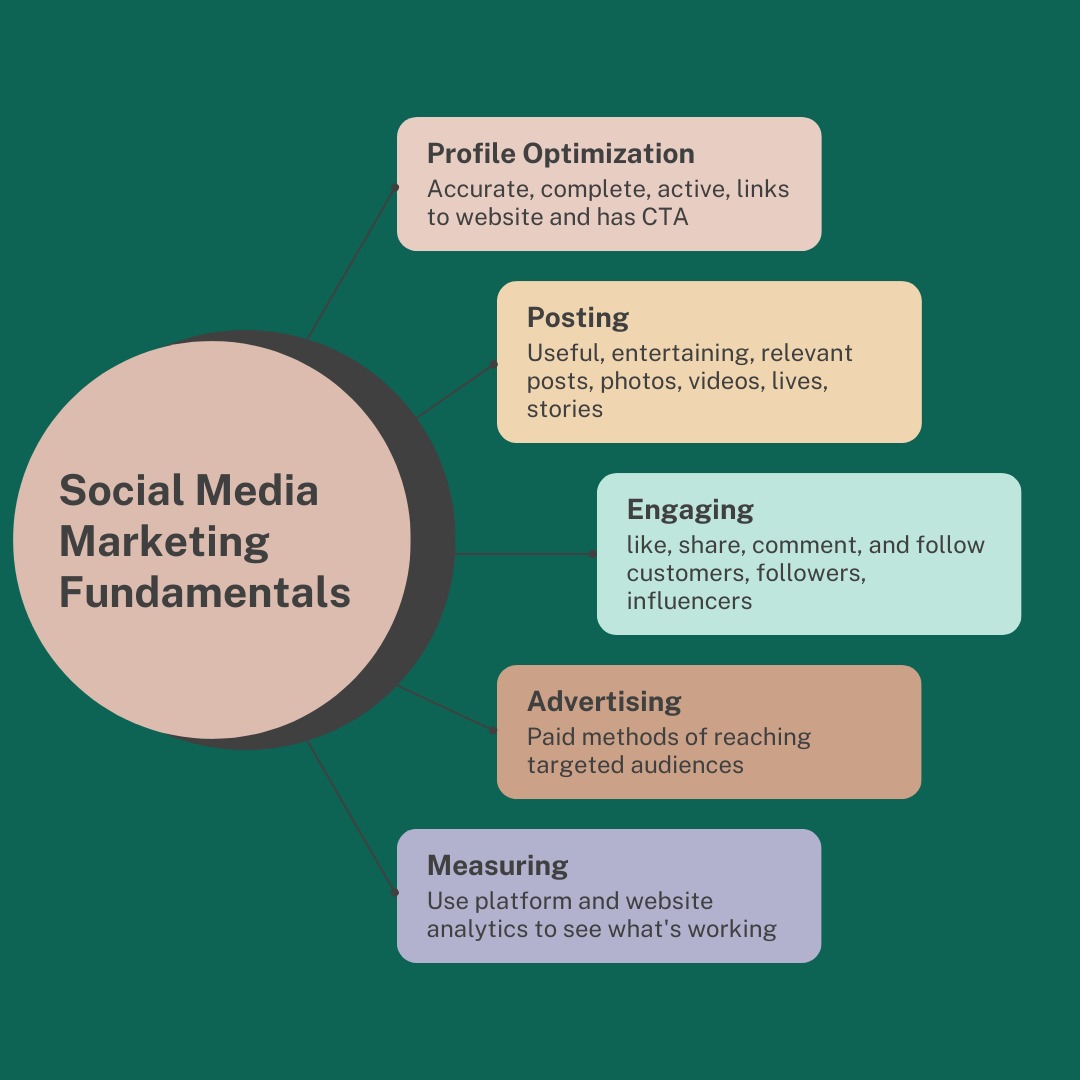 Social Media
Marketing
Fundamentals
Profile Optimization
Accurate, complete, active, links
to website and has CTA
Posting
Useful, entertaining, relevant
posts, photos, videos, lives,
stories
Engaging
like, share, comment, and follow
customers, followers,
influencers
Advertising
Paid methods of reaching
targeted audiences
Measuring
Use platform and website
analytics to see what's working